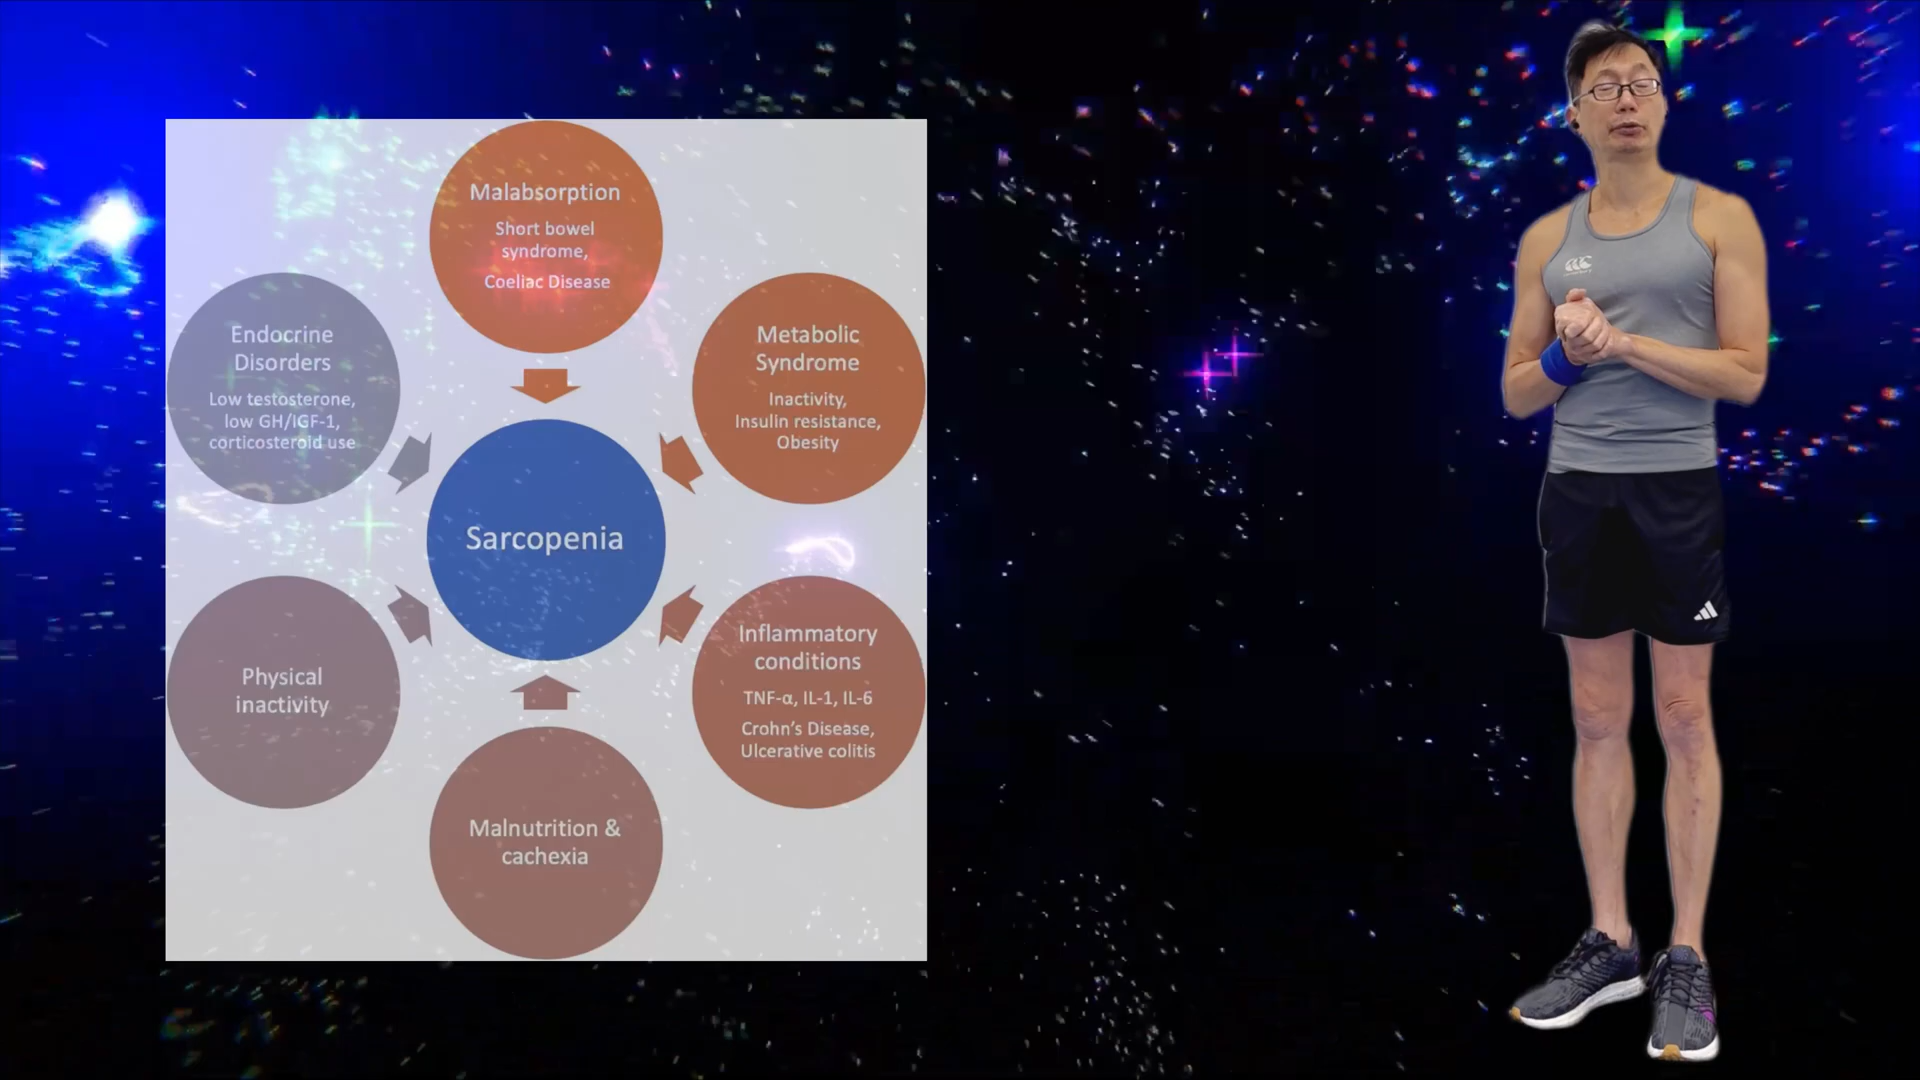 Malabsorption
Short bowel
syndrome,
Coeliac Disease
Metabolic
Syndrome
Inactivity,
Insulin resistance,
Obesity
Inflammatory
conditions
TNF-α, IL-1, IL-6
Crohn's Disease,
Ulcerative colitis
Malnutrition &
cachexia
Physical
inactivity
Endocrine
Disorders
Low testosterone,
low GH/IGF-1,
corticosteroid use
Sarcopenia